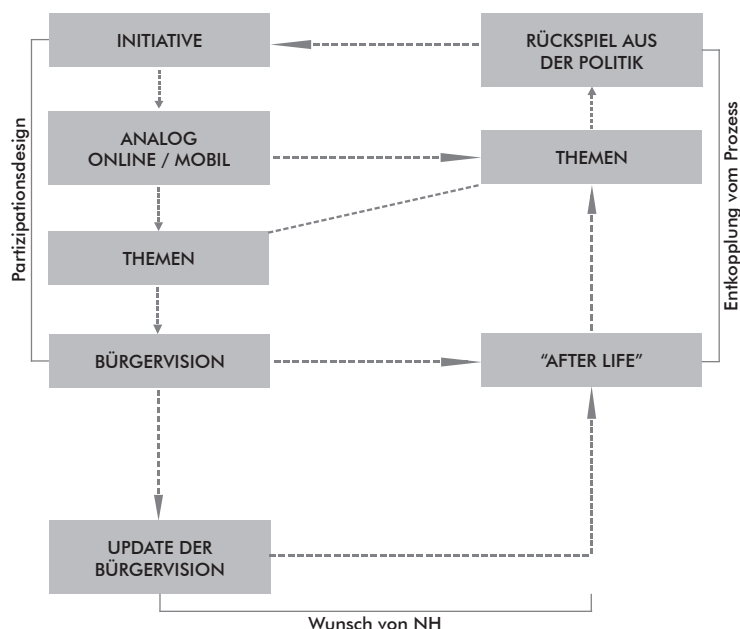 INITIATIVE
RÜCKSPIEL AUS
DER POLITIK
ANALOG
ONLINE / MOBIL
THEMEN
THEMEN
BÜRGERVISION
“AFTER LIFE”
UPDATE DER
BÜRGERVISION
Partizipationsdesign
Entkopplung vom Prozess
Wunsch von NH